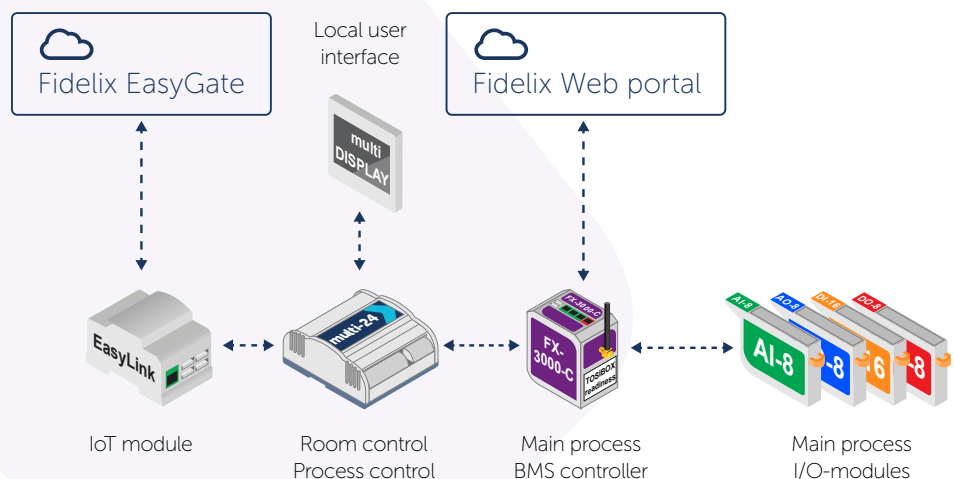 Fidelix EasyGate
Local user
interface
Fidelix Web portal
multi
DISPLAY
EasyLink
multi-24
FX-3000-C
FX-
3000-C
TOSIBOX
readiness
AI-8
AO-8
DI-16
DO-8
AI-8
-8
6
-8
IoT module
Room control
Process control
Main process
BMS controller
Main process
I/O-modules